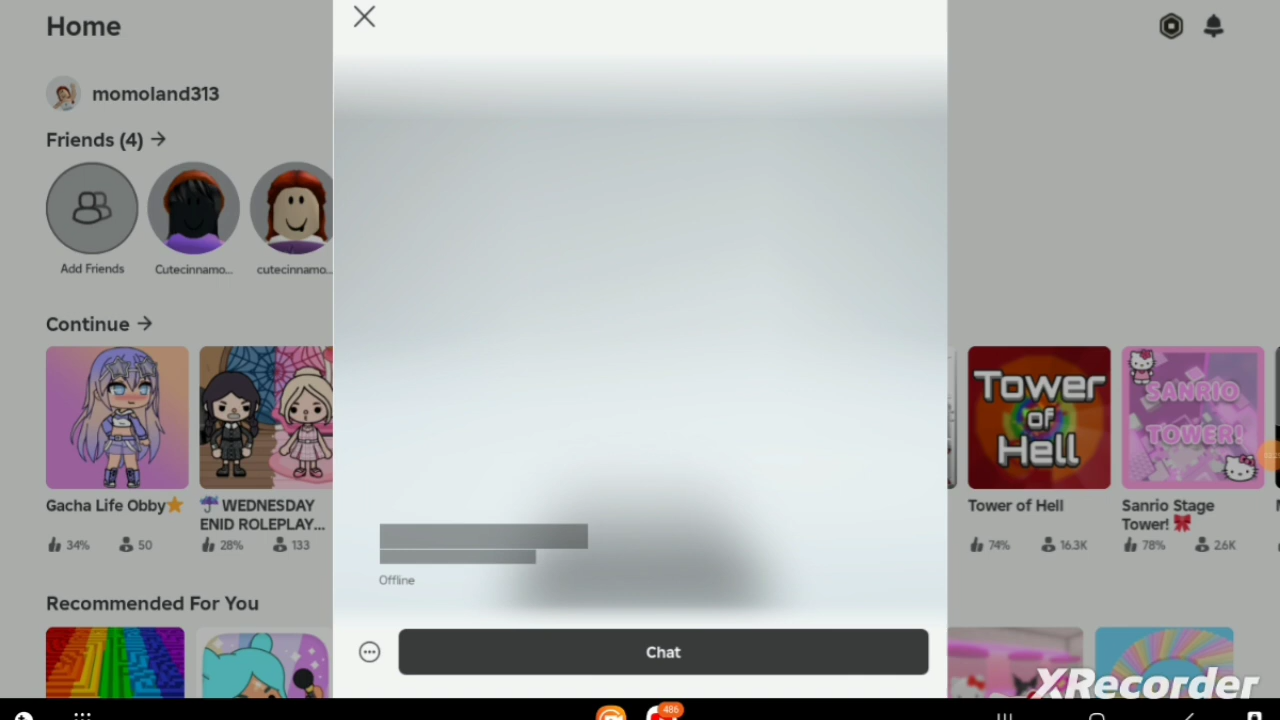 Home
momoland313
Friends (4)
Add Friends
Cutecinnamo...
cutecinnamo...
Continue
Gacha Life Obby
34% 50
WEDNESDAY
ENID ROLEPLAY...
28% 133
TOWER
of
HELL
Tower of Hell
74% 16.3K
SANRIO
TOWER!
Sanrio Stage
Tower!
78% 2.6K
Recommended For You
Offline
Chat
XRecorder
486